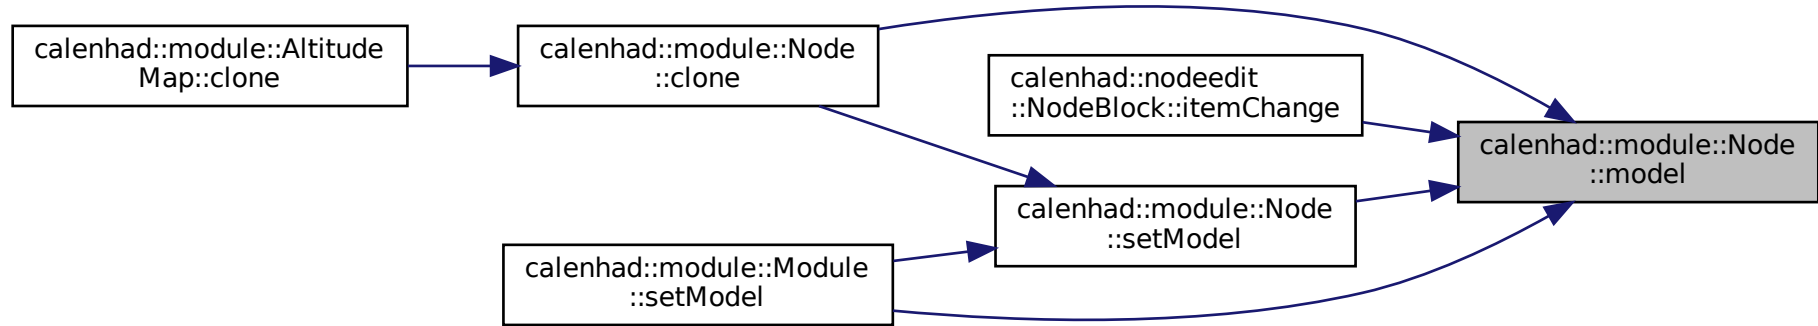 calenhad::module::Altitude
Map::clone
calenhad::module::Node
::clone
calenhad::nodeedit
::NodeBlock::itemChange
calenhad::module::Node
::model
calenhad::module::Node
::setModel
calenhad::module::Module
::setModel